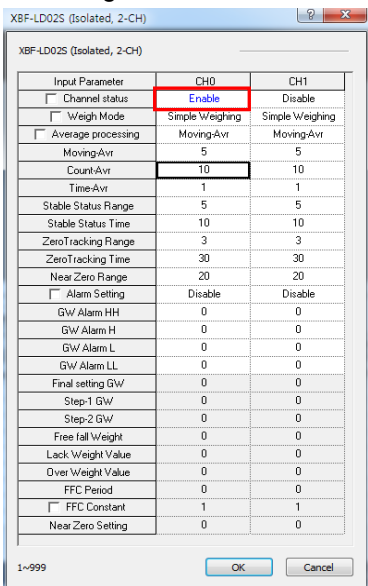 XBF-LD02S (Isolated, 2-CH)
XBF-LD02S (Isolated, 2-CH)
Input Parameter CH0 CH1
Channel status Enable Disable
Weigh Mode Simple Weighing Simple Weighing
Average processing Moving-Avr Moving-Avr
Moving-Avr 5 5
Count-Avr 10 10
Time-Avr 1 1
Stable Status Range 5 5
Stable Status Time 10 10
ZeroTracking Range 3 3
ZeroTracking Time 30 30
Near Zero Range 20 20
Alarm Setting Disable Disable
GW Alarm HH 0 0
GW Alarm H 0 0
GW Alarm L 0 0
GW Alarm LL 0 0
Final setting GW 0 0
Step-1 GW 0 0
Step-2 GW 0 0
Free fall Weight 0 0
Lack Weight Value 0 0
Over Weight Value 0 0
FFC Period 0 0
FFC Constant 1 1
Near Zero Setting 0 0
1~999 OK Cancel